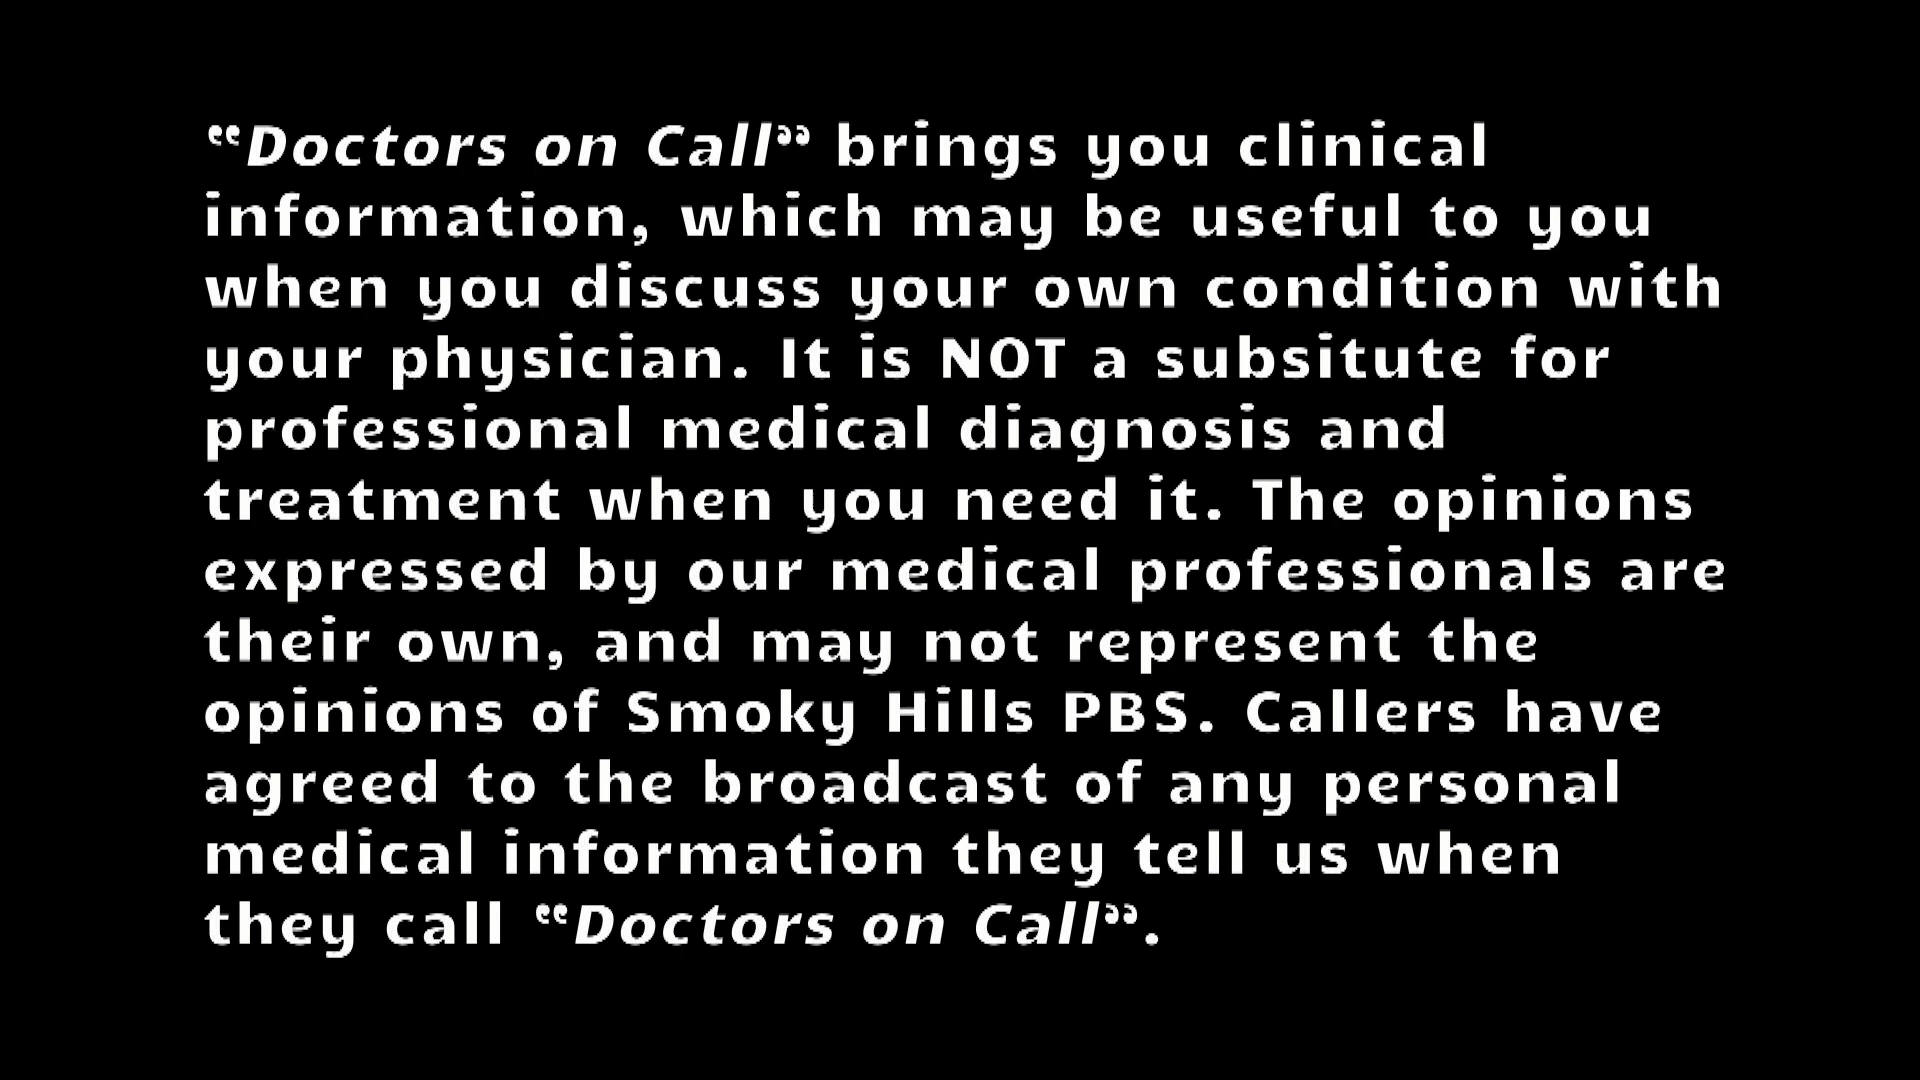 “Doctors on Call” brings you clinical
information, which may be useful to you
when you discuss your own condition with
your physician. It is NOT a subsitute for
professional medical diagnosis and
treatment when you need it. The opinions
expressed by our medical professionals are
their own, and may not represent the
opinions of Smoky Hills PBS. Callers have
agreed to the broadcast of any personal
medical information they tell us when
they call “Doctors on Call”.